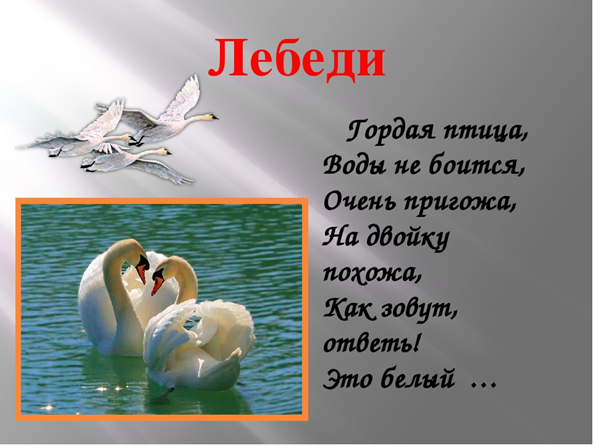 Лебеди
Гордая птица,
Воды не боится,
Очень пригожа,
На двойку
похожа,
Как зовут,
ответь!
Это белый …